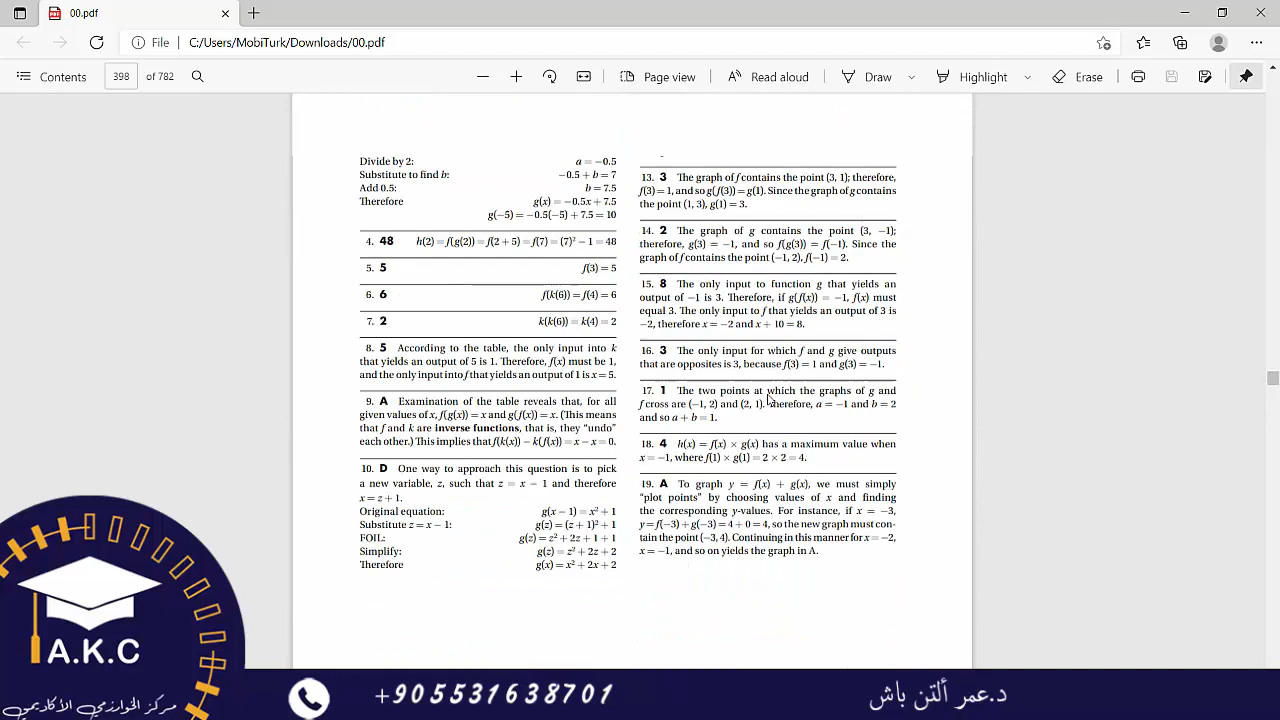 00.pdf
File C:/Users/MobiTurk/Downloads/00.pdf
Contents 398 of 782 Page view Read aloud Draw Highlight Erase
Divide by 2: a = −0.5
Substitute to find b: −0.5 + b = 7
Add 0.5: b = 7.5
Therefore g(x) = −0.5x + 7.5
g(−5) = −0.5(−5) + 7.5 = 10
4. 48 h(2) = f(g(2)) = f(2 + 5) = f(7) = (7)² − 1 = 48
5. 5 f(3) = 5
6. 6 f(k(6)) = f(4) = 6
7. 2 k(k(6)) = k(4) = 2
8. 5 According to the table, the only input into k
that yields an output of 5 is 1. Therefore, f(x) must be 1,
and the only input into f that yields an output of 1 is x = 5.
9. A Examination of the table reveals that, for all
given values of x, f(g(x)) = x and g(f(x)) = x. (This means
that f and k are inverse functions, that is, they “undo”
each other.) This implies that f(k(x)) − k(f(x)) = x − x = 0.
10. D One way to approach this question is to pick
a new variable, z, such that z = x − 1 and therefore
x = z + 1.
Original equation: g(x − 1) = x² + 1
Substitute z = x − 1: g(z) = (z + 1)² + 1
FOIL: g(z) = z² + 2z + 1 + 1
Simplify: g(z) = z² + 2z + 2
Therefore g(x) = x² + 2x + 2
13. 3 The graph of f contains the point (3, 1); therefore,
f(3) = 1, and so g(f(3)) = g(1). Since the graph of g contains
the point (1, 3), g(1) = 3.
14. 2 The graph of g contains the point (3, −1);
therefore, g(3) = −1, and so f(g(3)) = f(−1). Since the
graph of f contains the point (−1, 2), f(−1) = 2.
15. 8 The only input to function g that yields an
output of −1 is 3. Therefore, if g(f(x)) = −1, f(x) must
equal 3. The only input to f that yields an output of 3 is
−2, therefore x = −2 and x + 10 = 8.
16. 3 The only input for which f and g give outputs
that are opposites is 3, because f(3) = 1 and g(3) = −1.
17. 1 The two points at which the graphs of g and
f cross are (−1, 2) and (2, 1). Therefore, a = −1 and b = 2
and so a + b = 1.
18. 4 h(x) = f(x) × g(x) has a maximum value when
x = −1, where f(1) × g(1) = 2 × 2 = 4.
19. A To graph y = f(x) + g(x), we must simply
“plot points” by choosing values of x and finding
the corresponding y-values. For instance, if x = −3,
y = f(−3) + g(−3) = 4 + 0 = 4, so the new graph must con-
tain the point (−3, 4). Continuing in this manner for x = −2,
x = −1, and so on yields the graph in A.
A.K.C
مركز الخوارزمي الأكاديمي
+905531638701
د.عمر ألتن باش